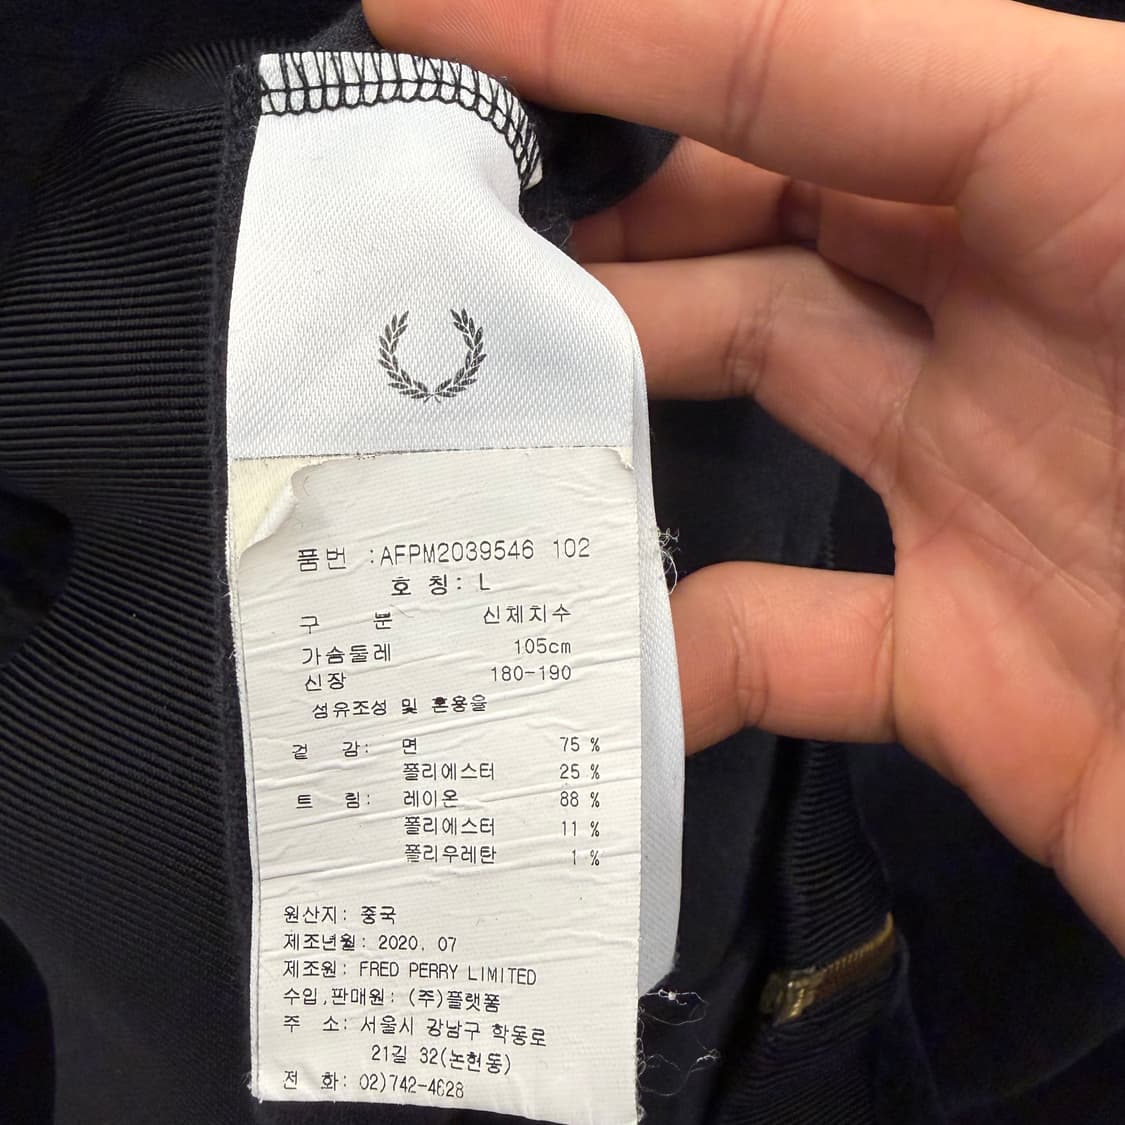 품번 :AFPM2039546 102
호 칭: L
구 분 신체치수
가슴둘레 105cm
신장 180-190
섬유조성 및 혼용율
겉 감: 면 75 %
폴리에스터 25 %
트 림: 레이온 88 %
폴리에스터 11 %
폴리우레탄 1 %
원산지: 중국
제조년월: 2020. 07
제조원: FRED PERRY LIMITED
수입,판매원: (주)플랫폼
주 소: 서울시 강남구 학동로
21길 32(논현동)
전 화: 02)742-4628